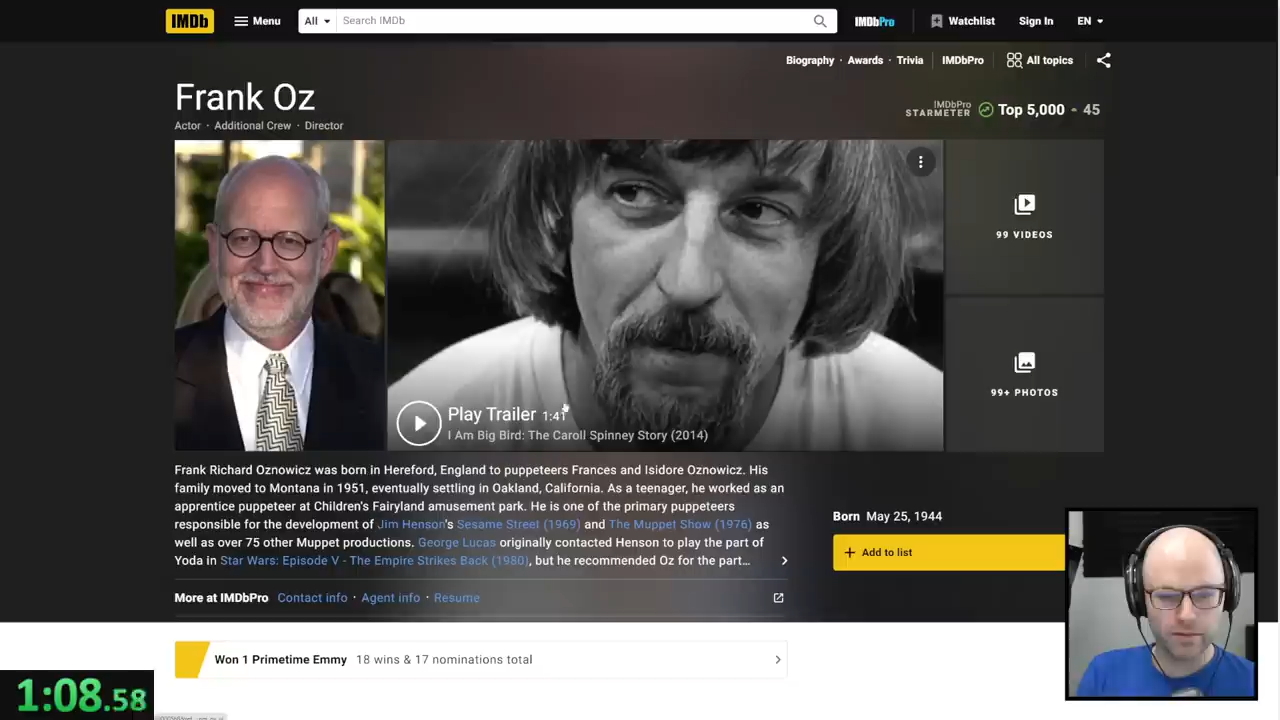 IMDb
Menu
All
Search IMDb
IMDbPro
Watchlist
Sign In
EN
Biography · Awards · Trivia
IMDbPro
All topics
Frank Oz
Actor · Additional Crew · Director
IMDbPro
STARMETER
Top 5,000
45
99 VIDEOS
99+ PHOTOS
Play Trailer 1:41
I Am Big Bird: The Caroll Spinney Story (2014)
Frank Richard Oznowicz was born in Hereford, England to puppeteers Frances and Isidore Oznowicz. His
family moved to Montana in 1951, eventually settling in Oakland, California. As a teenager, he worked as an
apprentice puppeteer at Children's Fairyland amusement park. He is one of the primary puppeteers
responsible for the development of Jim Henson's Sesame Street (1969) and The Muppet Show (1976) as
well as over 75 other Muppet productions. George Lucas originally contacted Henson to play the part of
Yoda in Star Wars: Episode V - The Empire Strikes Back (1980), but he recommended Oz for the part...
Born May 25, 1944
+ Add to list
More at IMDbPro Contact info · Agent info · Resume
Won 1 Primetime Emmy 18 wins & 17 nominations total
1:08.58